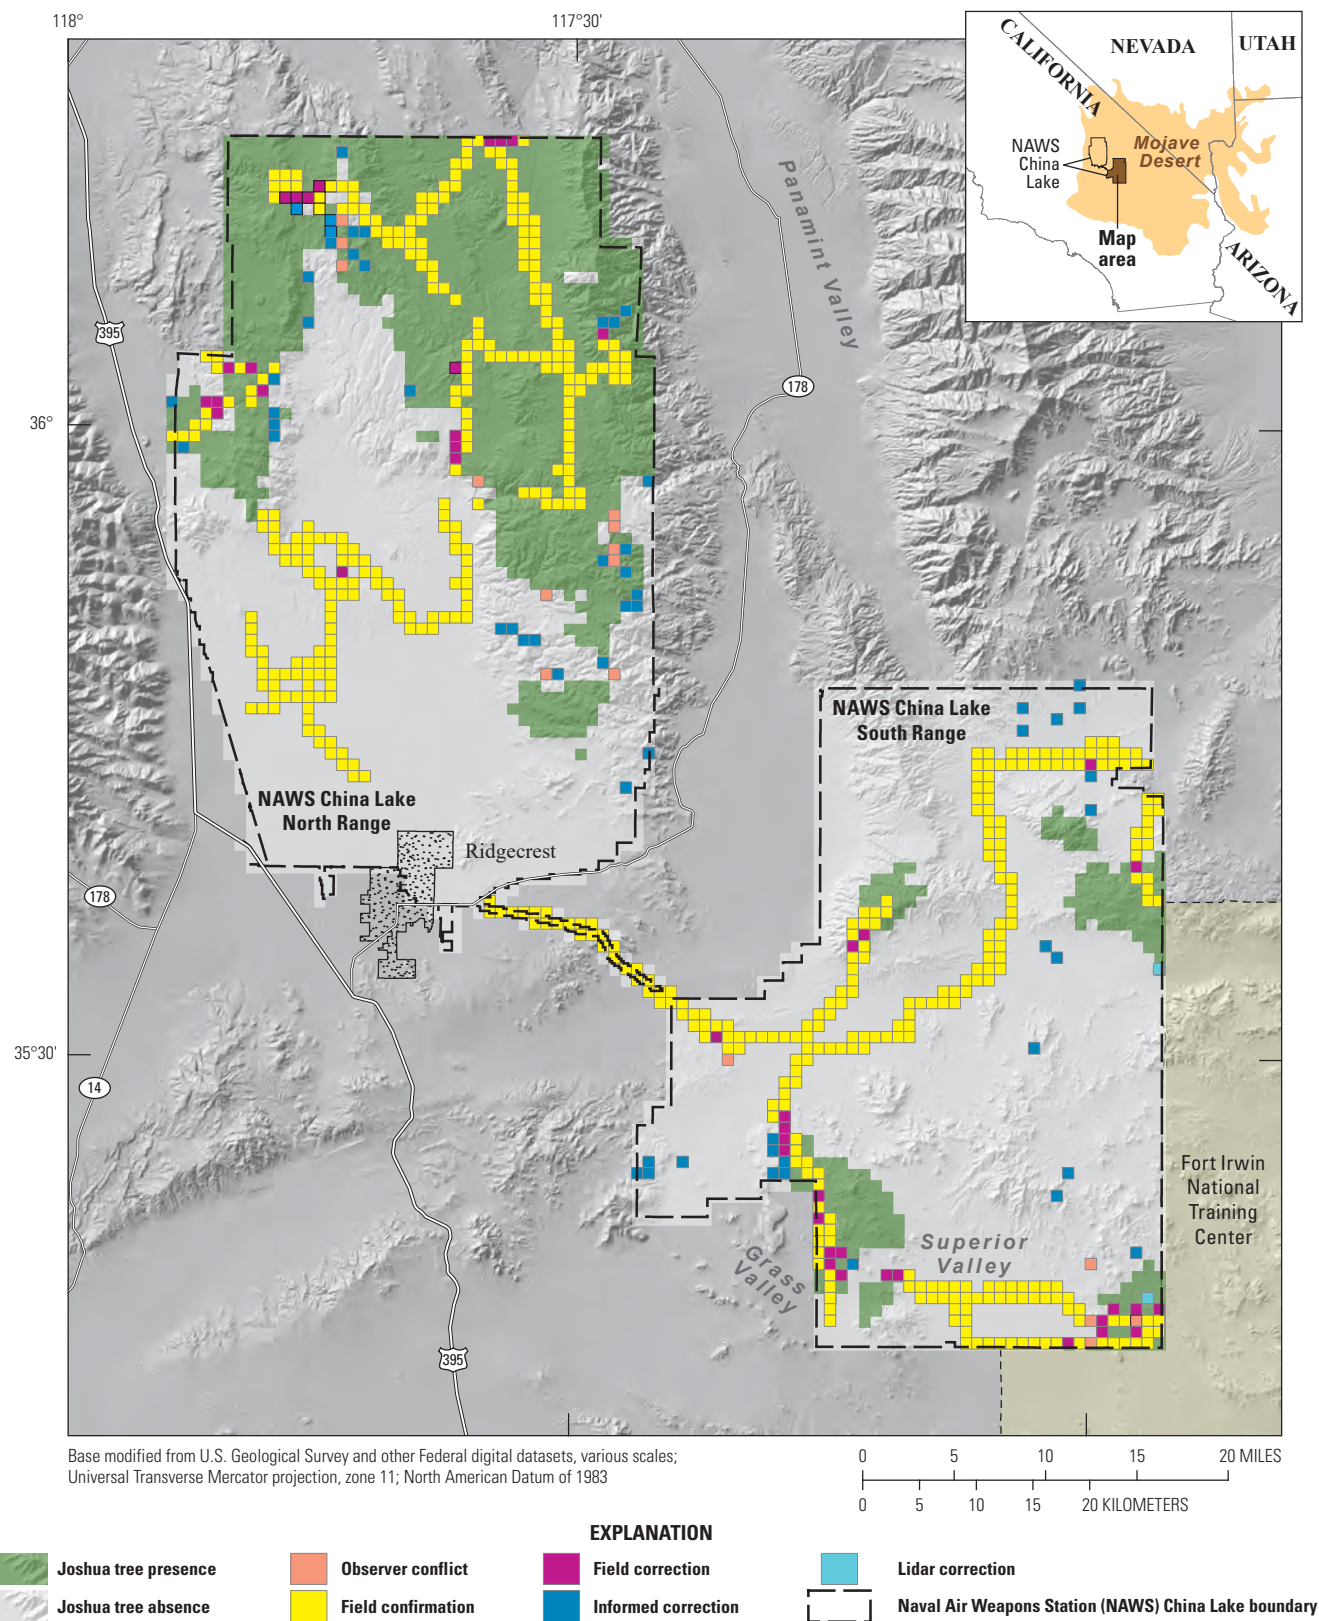 118°
117°30'
CALIFORNIA
NEVADA
UTAH
NAWS
China
Lake
Mojave
Desert
Map
area
ARIZONA
Panamint Valley
395
178
36°
NAWS China Lake
South Range
NAWS China Lake
North Range
Ridgecrest
178
35°30'
14
Fort Irwin
National
Training
Center
Superior
Valley
Grass
Valley
395
Base modified from U.S. Geological Survey and other Federal digital datasets, various scales;
Universal Transverse Mercator projection, zone 11; North American Datum of 1983
0 5 10 15 20 MILES
0 5 10 15 20 KILOMETERS
EXPLANATION
Joshua tree presence
Observer conflict
Field correction
Lidar correction
Joshua tree absence
Field confirmation
Informed correction
Naval Air Weapons Station (NAWS) China Lake boundary